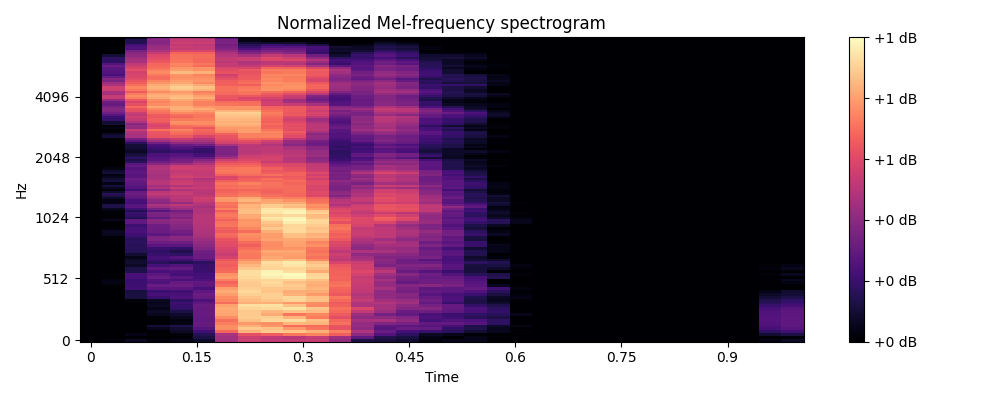 Normalized Mel-frequency spectrogram
Hz
4096
2048
1024
512
0
0 0.15 0.3 0.45 0.6 0.75 0.9
Time
+1 dB
+1 dB
+1 dB
+0 dB
+0 dB
+0 dB